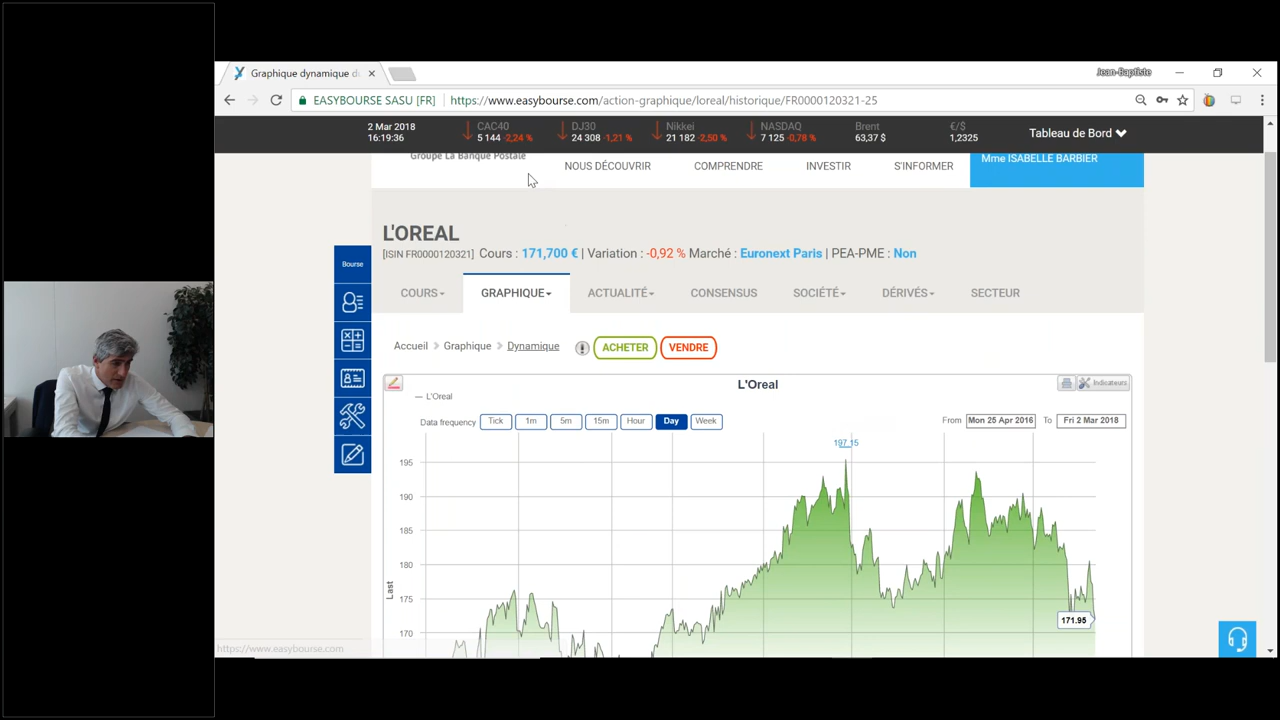 Graphique dynamique d
Jean-Baptiste
EASYBOURSE SASU [FR] https://www.easybourse.com/action-graphique/loreal/historique/FR0000120321-25
2 Mar 2018 CAC40 DJ30 Nikkei NASDAQ Brent €/$ Tableau de Bord
16:19:36 5 144 -2,24 % 24 308 -1,21 % 21 182 -2,50 % 7 125 -0,78 % 63,37 $ 1,2325
Groupe La Banque Postale NOUS DÉCOUVRIR COMPRENDRE INVESTIR S'INFORMER Mme ISABELLE BARBIER
L'OREAL
[ISIN FR0000120321] Cours : 171,700 € | Variation : -0,92 % Marché : Euronext Paris | PEA-PME : Non
Bourse
COURS GRAPHIQUE ACTUALITÉ CONSENSUS SOCIÉTÉ DÉRIVÉS SECTEUR
Accueil Graphique Dynamique ACHETER VENDRE
L'Oreal Indicateurs
L'Oreal
Data frequency Tick 1m 5m 15m Hour Day Week From Mon 25 Apr 2016 To Fri 2 Mar 2018
197.15
195
190
185
180
175
170
Last
171.95
https://www.easybourse.com